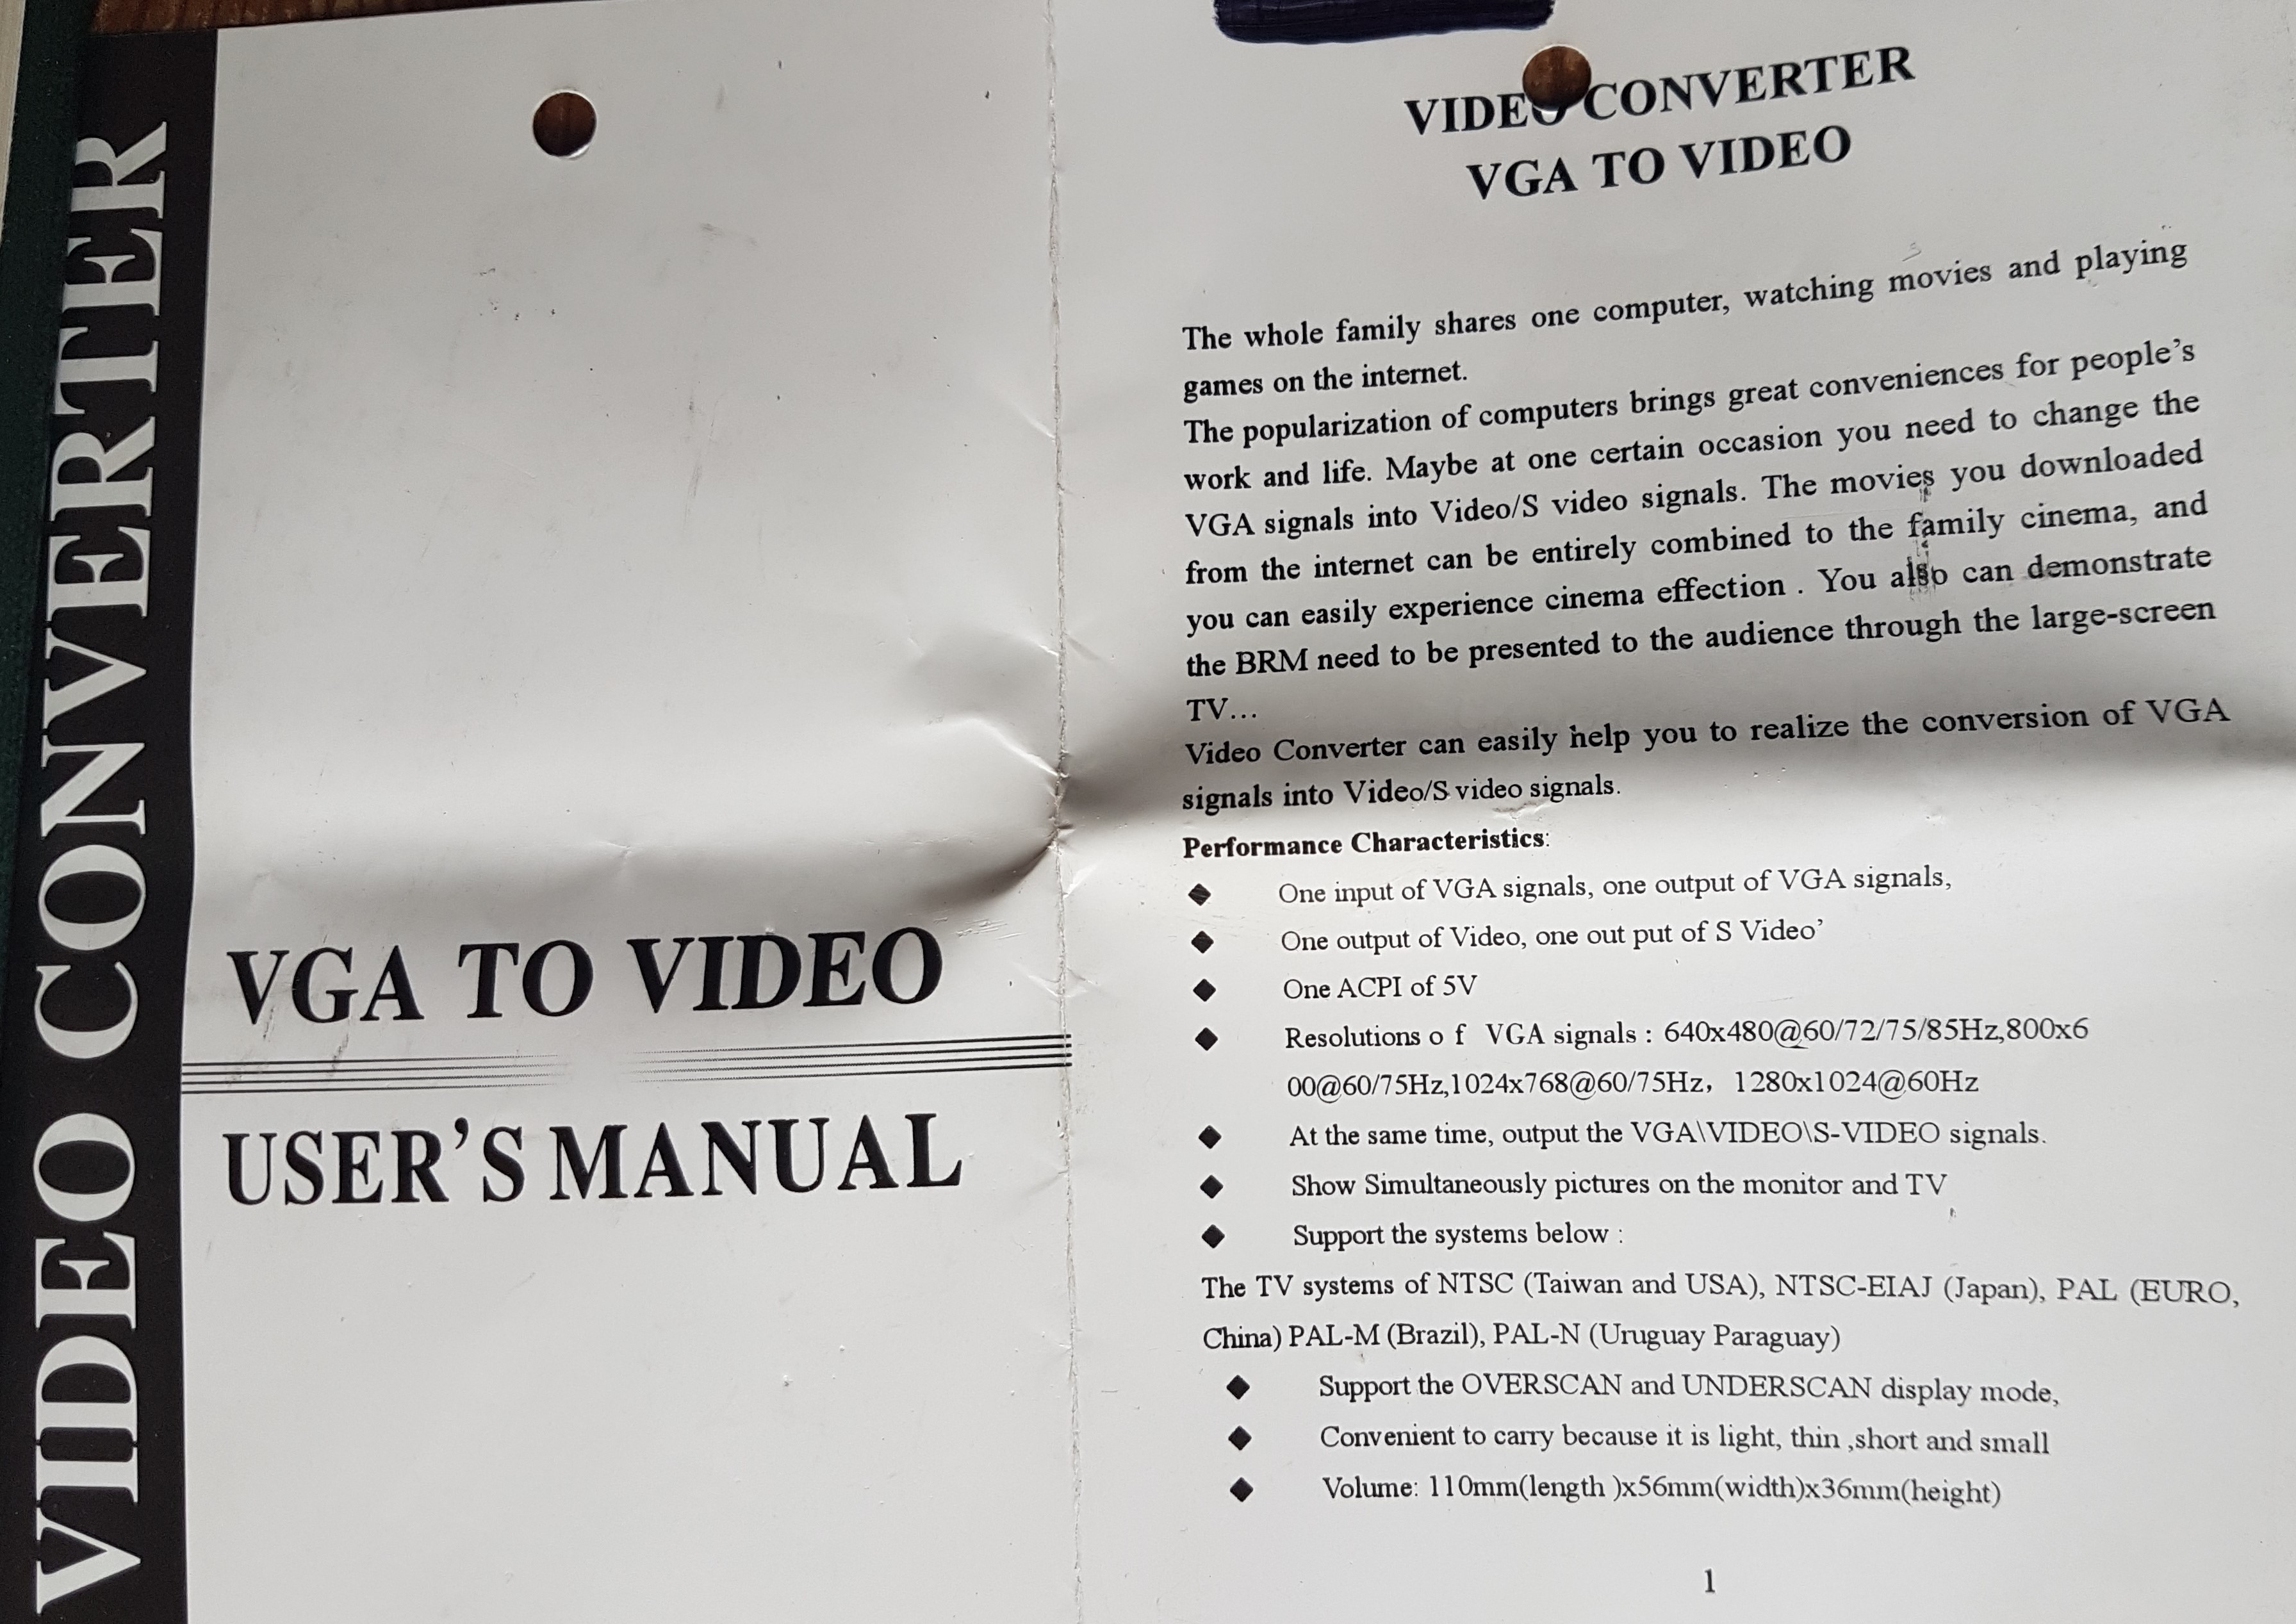 VIDEO CONVERTER
VGA TO VIDEO
USER'S MANUAL
VIDEO CONVERTER
VGA TO VIDEO
The whole family shares one computer, watching movies and playing
games on the internet.
The popularization of computers brings great conveniences for people's
work and life. Maybe at one certain occasion you need to change the
VGA signals into Video/S video signals. The movies you downloaded
from the internet can be entirely combined to the family cinema, and
you can easily experience cinema effection . You also can demonstrate
the BRM need to be presented to the audience through the large-screen
TV...
Video Converter can easily help you to realize the conversion of VGA
signals into Video/S video signals.
Performance Characteristics:
◆ One input of VGA signals, one output of VGA signals,
◆ One output of Video, one out put of S Video'
◆ One ACPI of 5V
◆ Resolutions o f VGA signals : 640x480@60/72/75/85Hz,800x6
00@60/75Hz,1024x768@60/75Hz, 1280x1024@60Hz
◆ At the same time, output the VGA\VIDEO\S-VIDEO signals.
◆ Show Simultaneously pictures on the monitor and TV
◆ Support the systems below :
The TV systems of NTSC (Taiwan and USA), NTSC-EIAJ (Japan), PAL (EURO,
China) PAL-M (Brazil), PAL-N (Uruguay Paraguay)
◆ Support the OVERSCAN and UNDERSCAN display mode,
◆ Convenient to carry because it is light, thin ,short and small
◆ Volume: 110mm(length )x56mm(width)x36mm(height)
1